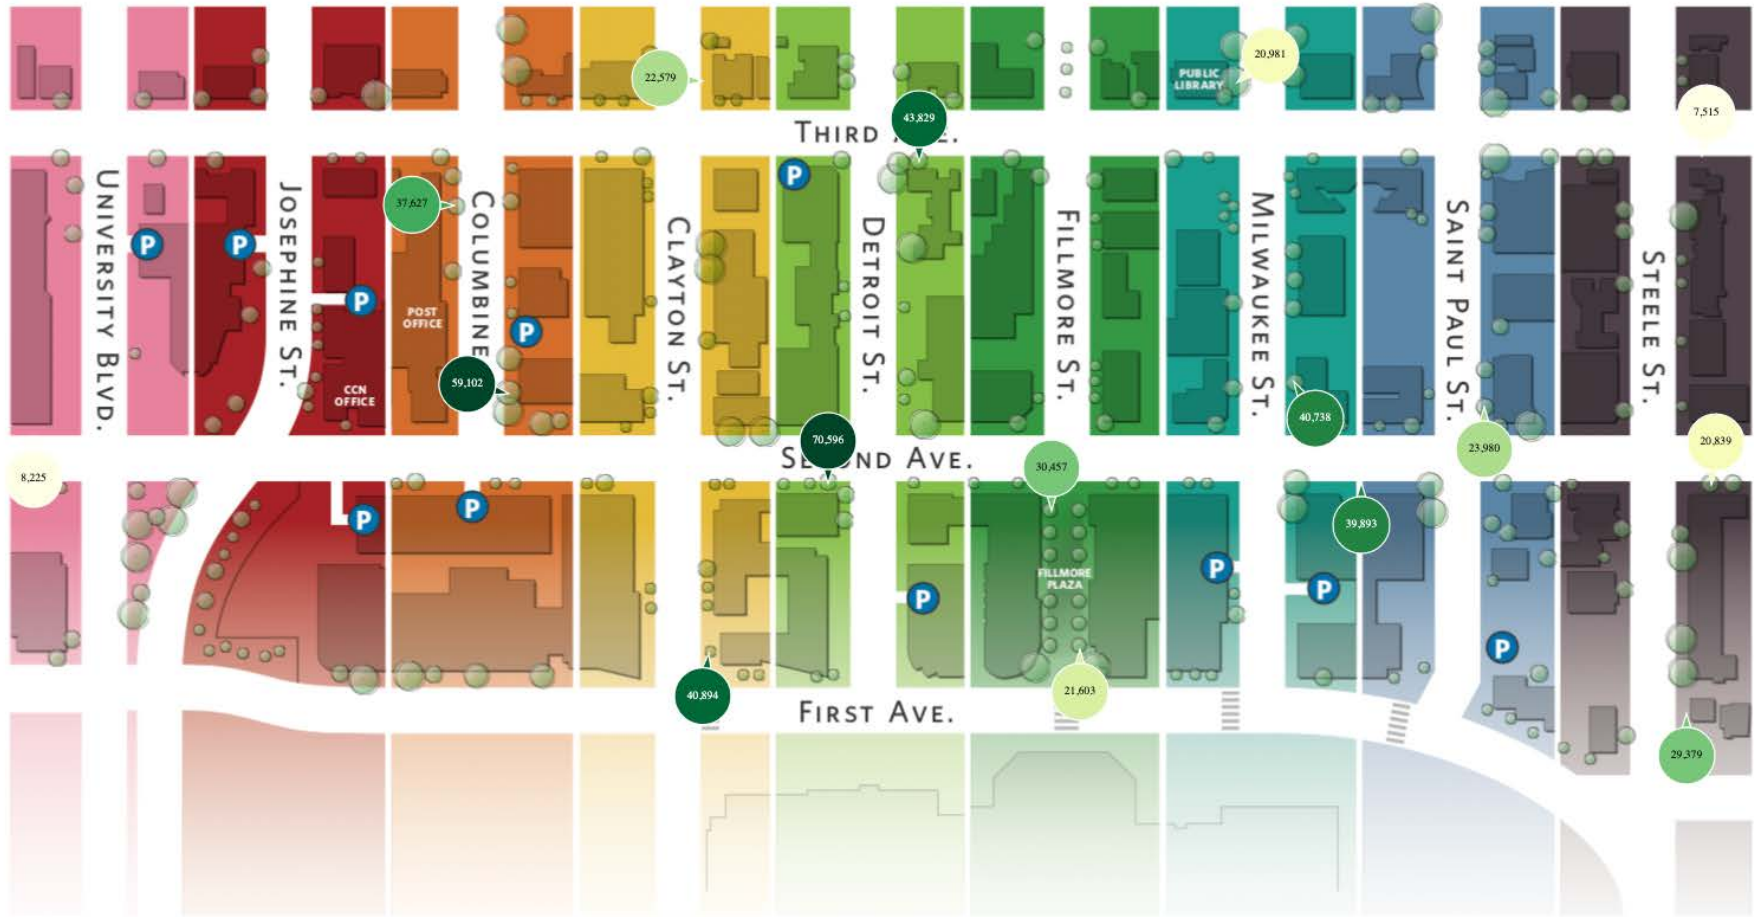 22,579
20,981
PUBLIC
LIBRARY
7,515
43,829
THIRD AVE.
P
UNIVERSITY BLVD.
JOSEPHINE ST.
COLUMBINE
CLAYTON ST.
DETROIT ST.
FILLMORE ST.
MILWAUKEE ST.
SAINT PAUL ST.
STEELE ST.
37,627
P
P
P
POST
OFFICE
P
59,102
CCN
OFFICE
40,738
70,596
23,980
20,839
SECOND AVE.
8,225
30,457
P
P
39,893
FILLMORE
PLAZA
P
P
P
P
40,894
21,603
FIRST AVE.
29,379